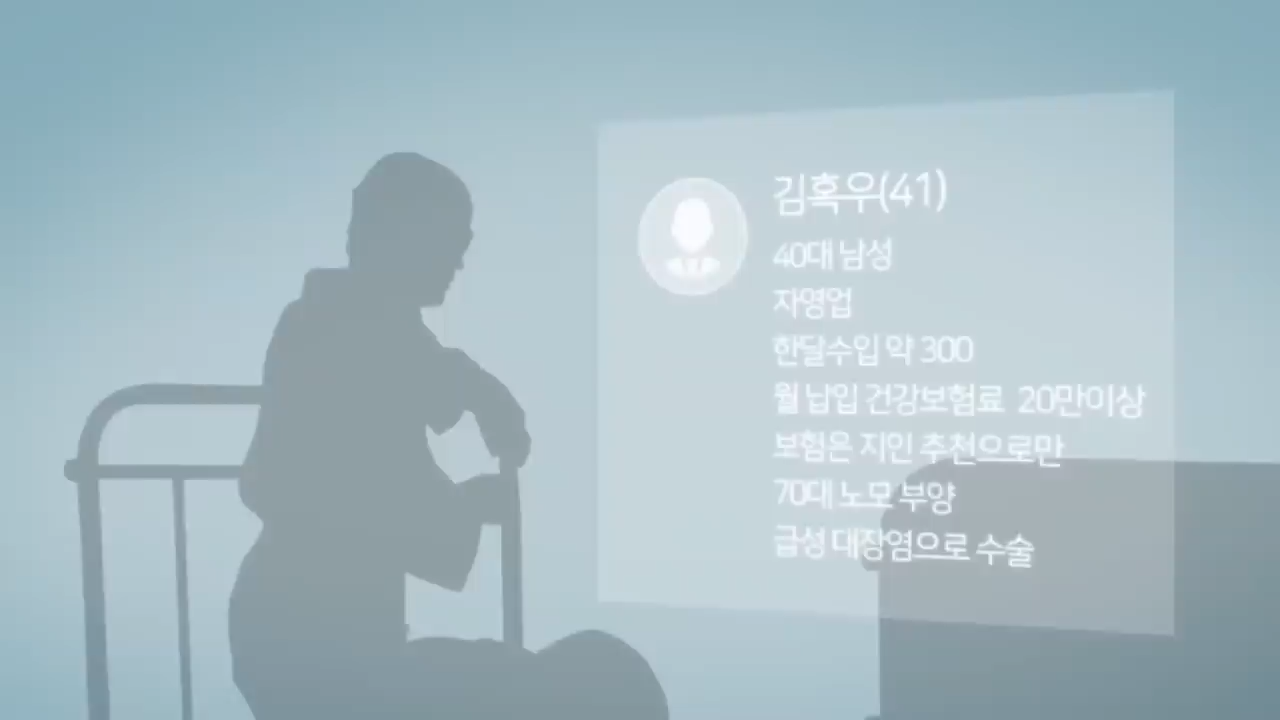 김혹우(41)
40대 남성
자영업
한달수입 약 300
월 납입 건강보험료 20만이상
보험은 지인 추천으로만
70대 노모 부양
급성 대장염으로 수술